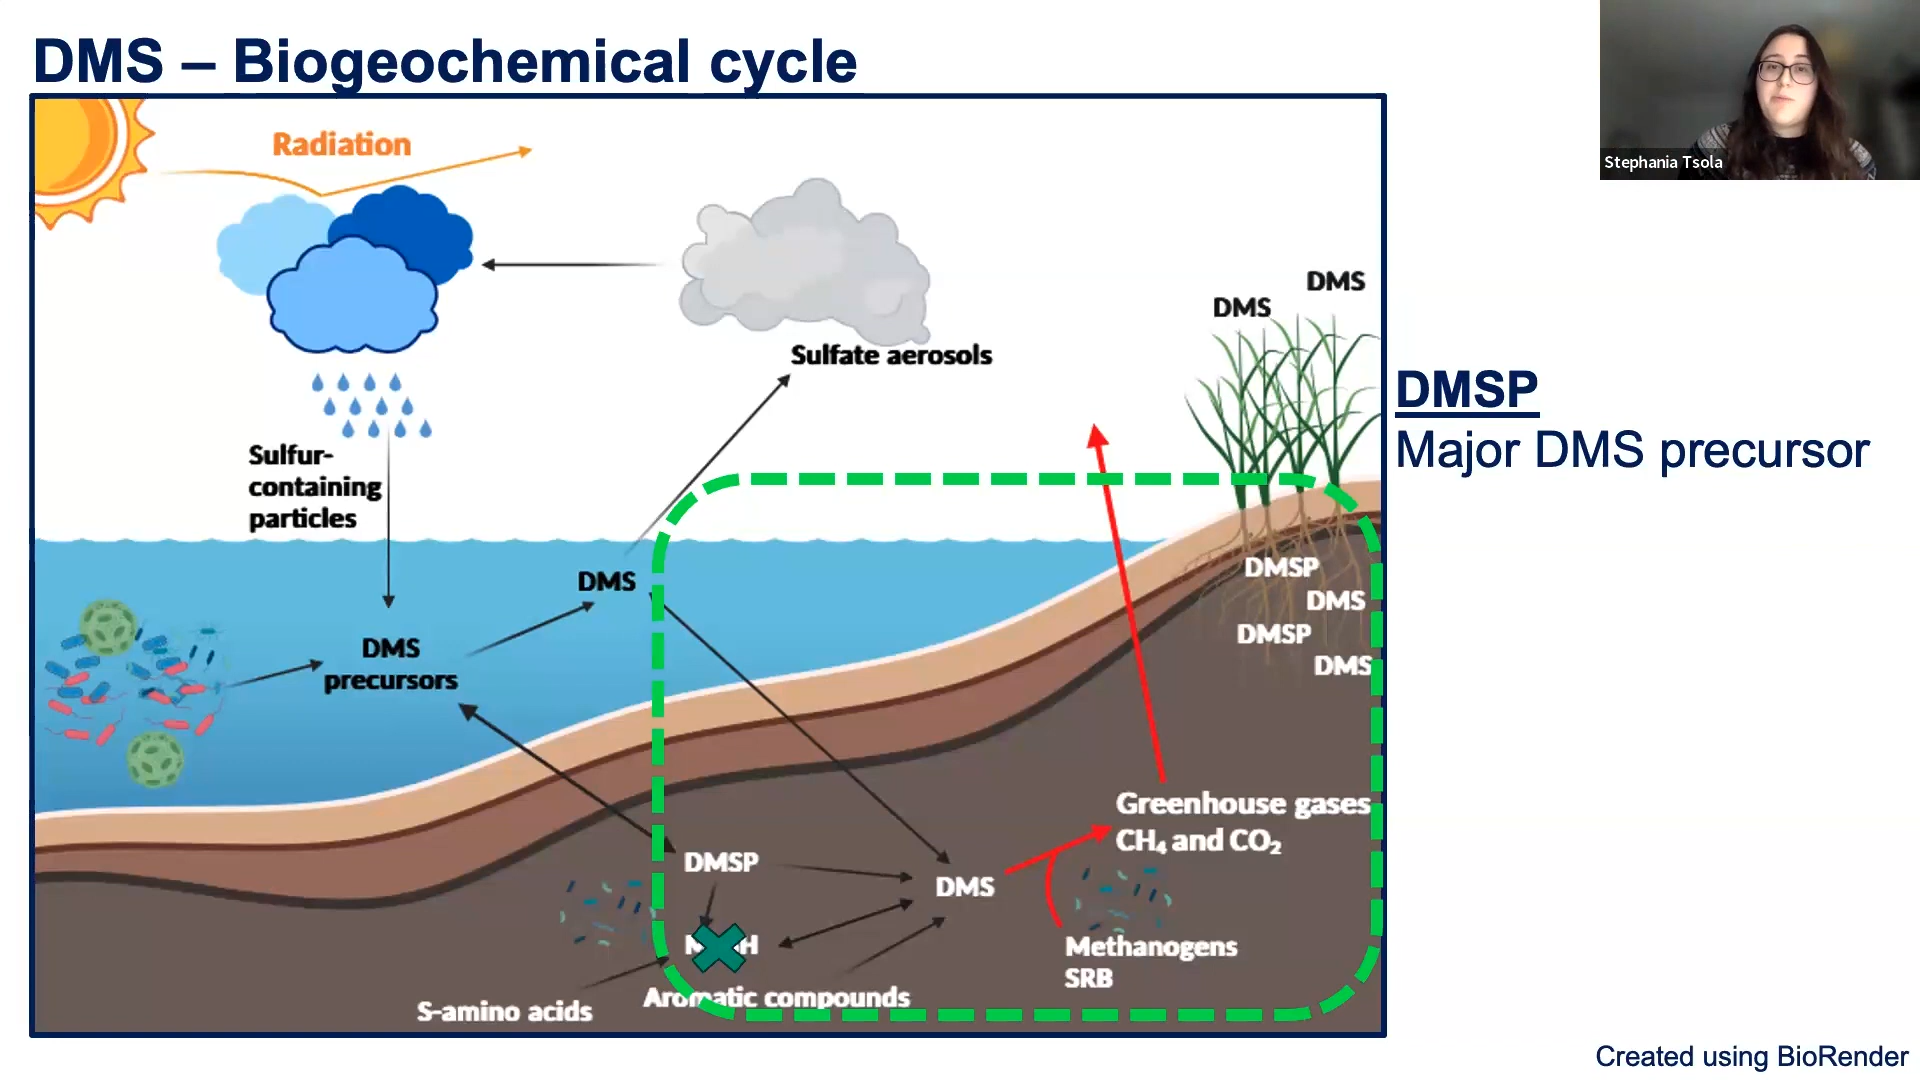 DMS – Biogeochemical cycle
Stephania Tsola
Radiation
Sulfate aerosols
DMS
DMS
DMSP
Major DMS precursor
Sulfur-
containing
particles
DMS
DMS
precursors
DMSP
DMS
DMSP
DMS
Greenhouse gases
CH₄ and CO₂
DMSP
DMS
Methanogens
SRB
Aromatic compounds
S-amino acids
Created using BioRender